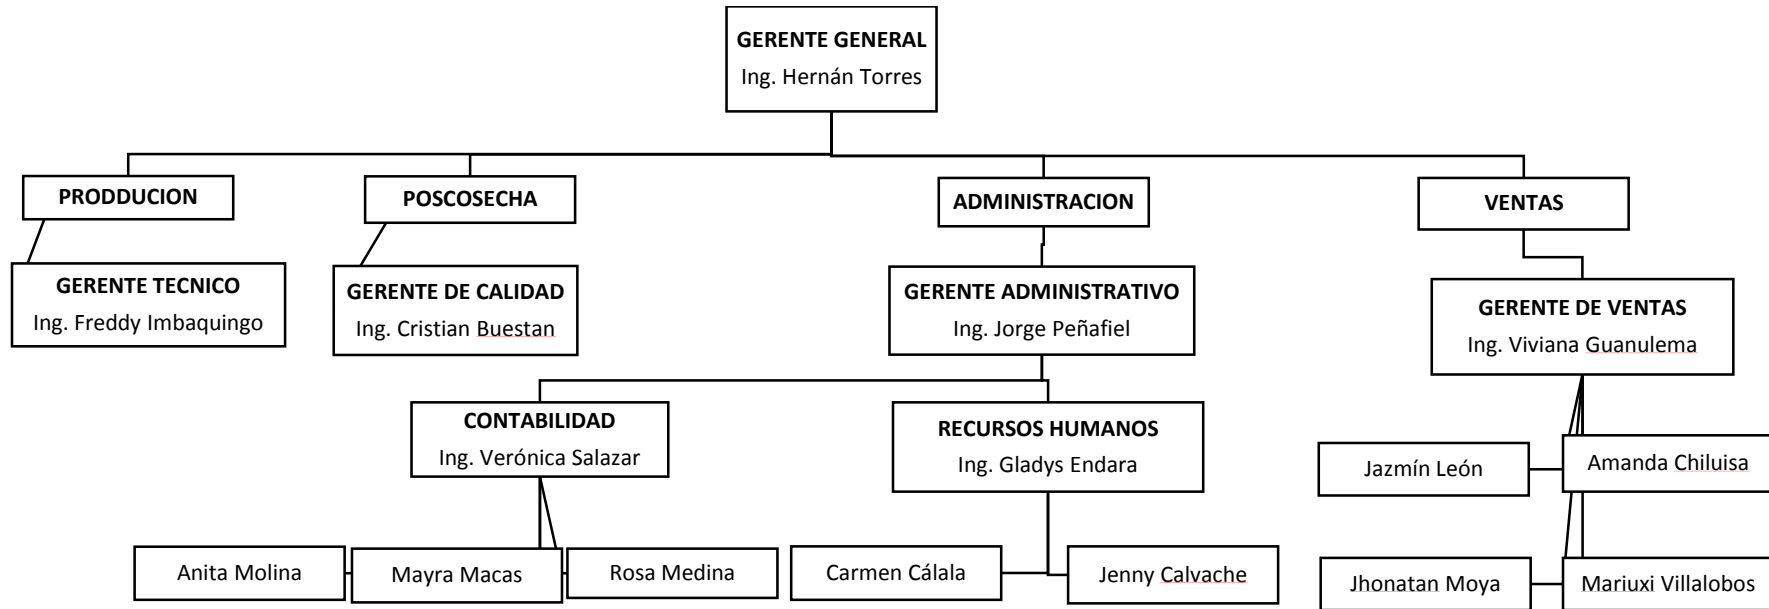 GERENTE GENERAL
Ing. Hernán Torres
PRODDUCION
POSCOSECHA
ADMINISTRACION
VENTAS
GERENTE TECNICO
Ing. Freddy Imbaquingo
GERENTE DE CALIDAD
Ing. Cristian Buestan
GERENTE ADMINISTRATIVO
Ing. Jorge Peñafiel
GERENTE DE VENTAS
Ing. Viviana Guanulema
CONTABILIDAD
Ing. Verónica Salazar
RECURSOS HUMANOS
Ing. Gladys Endara
Jazmín León
Amanda Chiluisa
Anita Molina
Mayra Macas
Rosa Medina
Carmen Cálala
Jenny Calvache
Jhonatan Moya
Mariuxi Villalobos